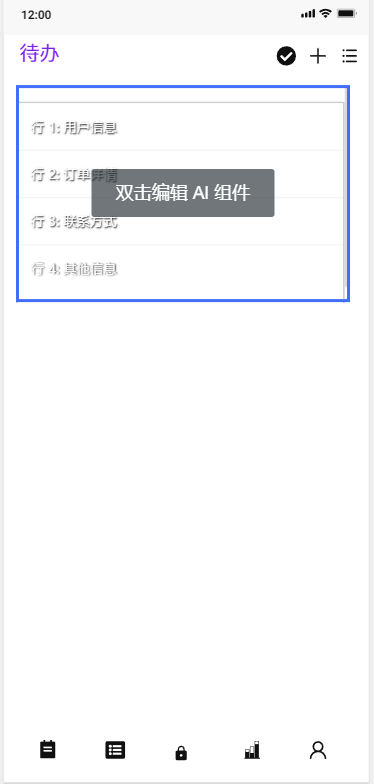 12:00
待办
行 1: 用户信息
行 2: 订单详情
双击编辑 AI 组件
行 3: 联系方式
行 4: 其他信息